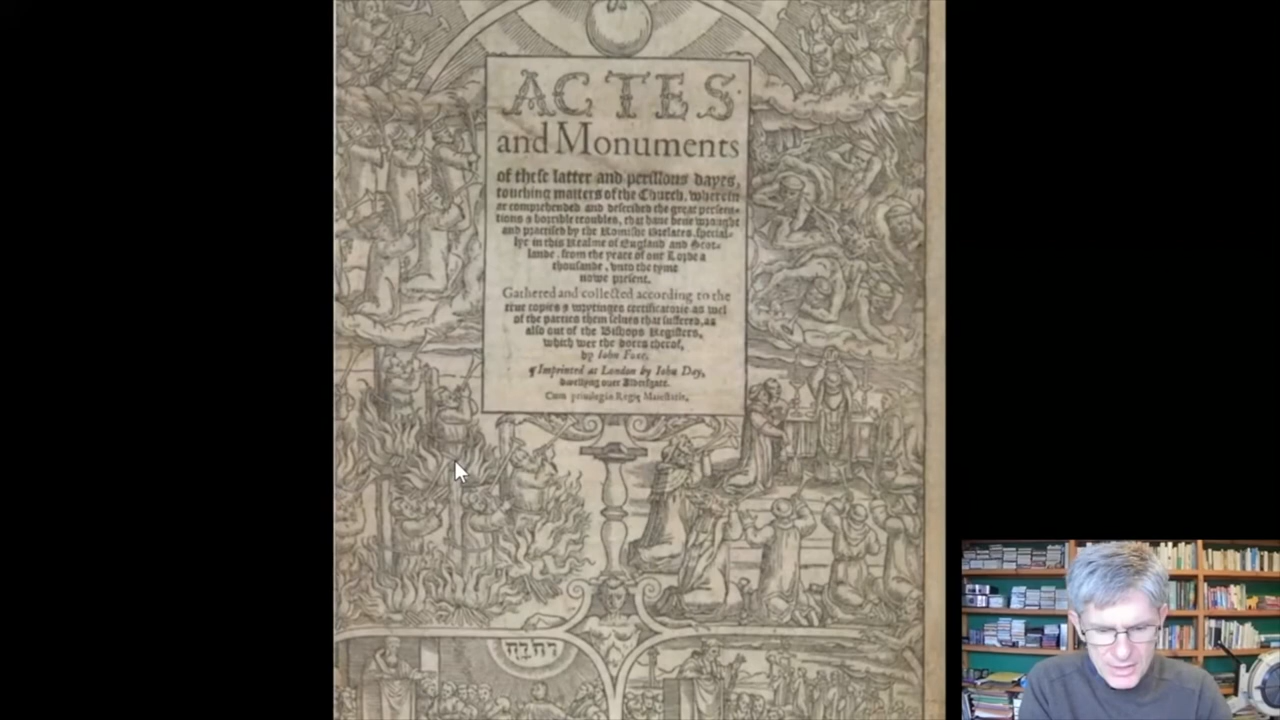 ACTES
and Monuments
of these latter and perillous dayes,
touching matters of the Church, wherein
ar comprehended and described the great persecu-
tions & horrible troubles, that haue bene wrought
and practised by the Romishe Prelates, special-
lye in this Realme of England and Scot-
lande, from the yeare of our Lorde a
thousande, vnto the tyme
nowe present.
Gathered and collected according to the
true copies & wrytinges certificatorie as wel
of the parties them selues that suffered, as
also out of the Bishops Registers,
which wer the doers therof,
by Iohn Foxe.
¶ Imprinted at London by Iohn Day,
dwellyng ouer Aldersgate.
Cum priuilegio Regię Maiestatis.